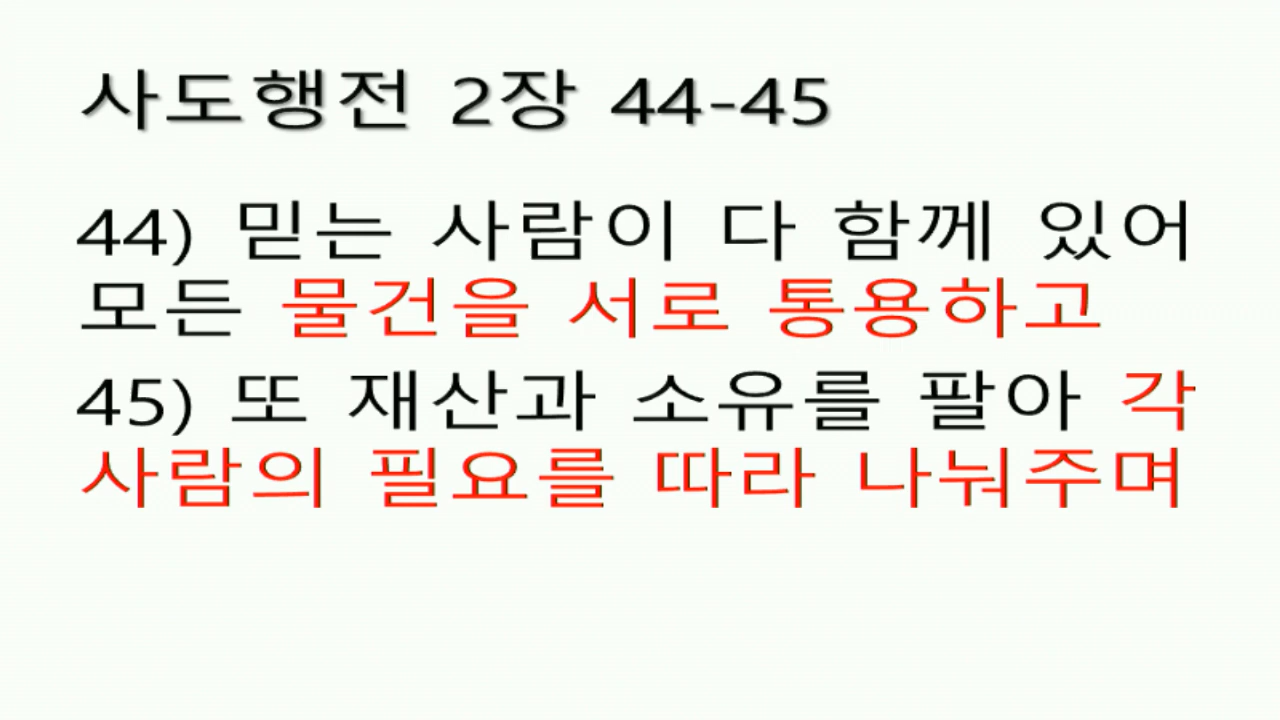 사도행전 2장 44-45
44) 믿는 사람이 다 함께 있어
모든 물건을 서로 통용하고
45) 또 재산과 소유를 팔아 각
사람의 필요를 따라 나눠주며